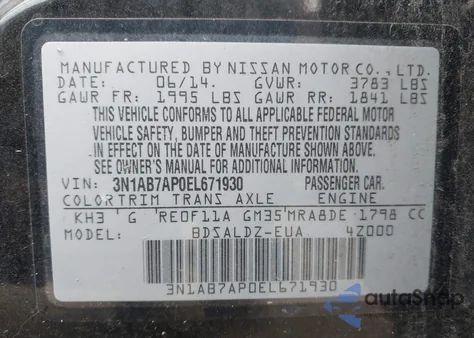 MANUFACTURED BY NISSAN MOTOR CO., LTD.
DATE: 06/14. GVWR: 3783 LBS
GAWR FR: 1995 LBS GAWR RR: 1841 LBS
THIS VEHICLE CONFORMS TO ALL APPLICABLE FEDERAL MOTOR
VEHICLE SAFETY, BUMPER AND THEFT PREVENTION STANDARDS
IN EFFECT ON THE DATE OF MANUFACTURE SHOWN ABOVE.
SEE OWNER'S MANUAL FOR ADDITIONAL INFORMATION.
VIN: 3N1AB7AP0EL671930 PASSENGER CAR.
COLOR TRIM TRANS AXLE ENGINE
KH3 G RE0F11A GM35 MRA8DE 1798 CC
MODEL: BDSALDZ-EUA 4Z000
3N1AB7AP0EL671930
autoSnap